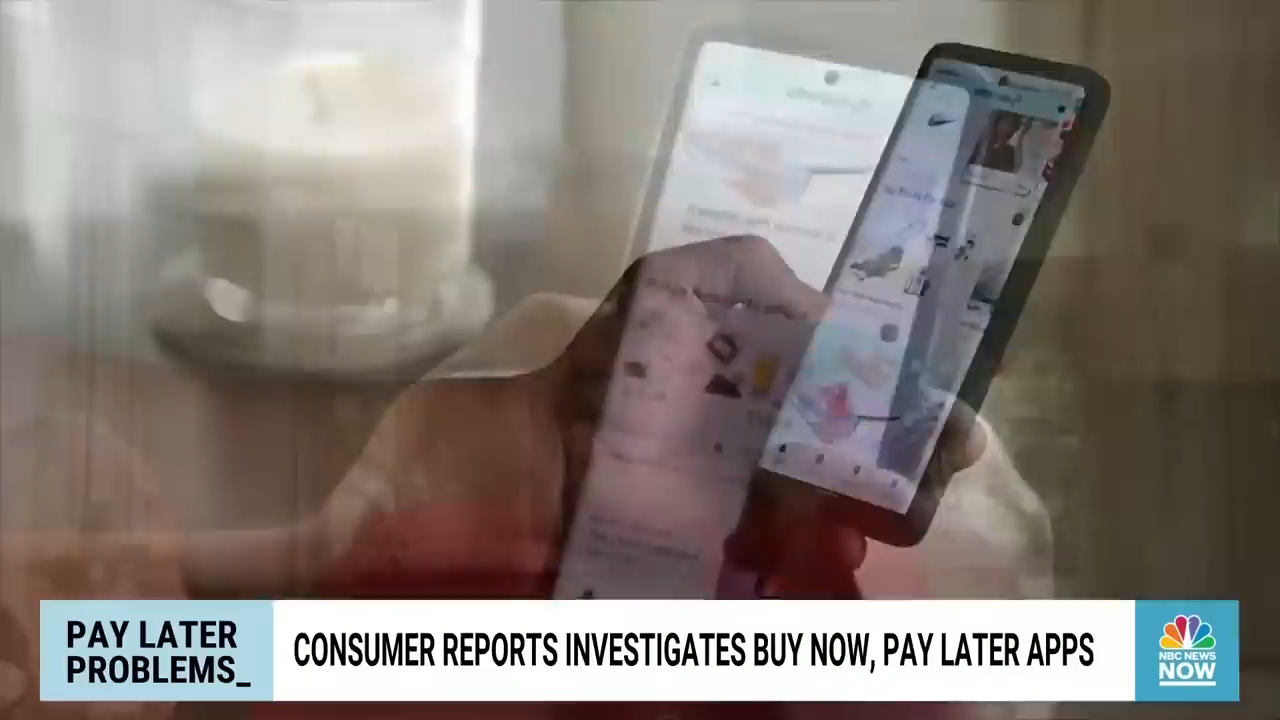 PAY LATER
PROBLEMS_
CONSUMER REPORTS INVESTIGATES BUY NOW, PAY LATER APPS
NBC NEWS
NOW